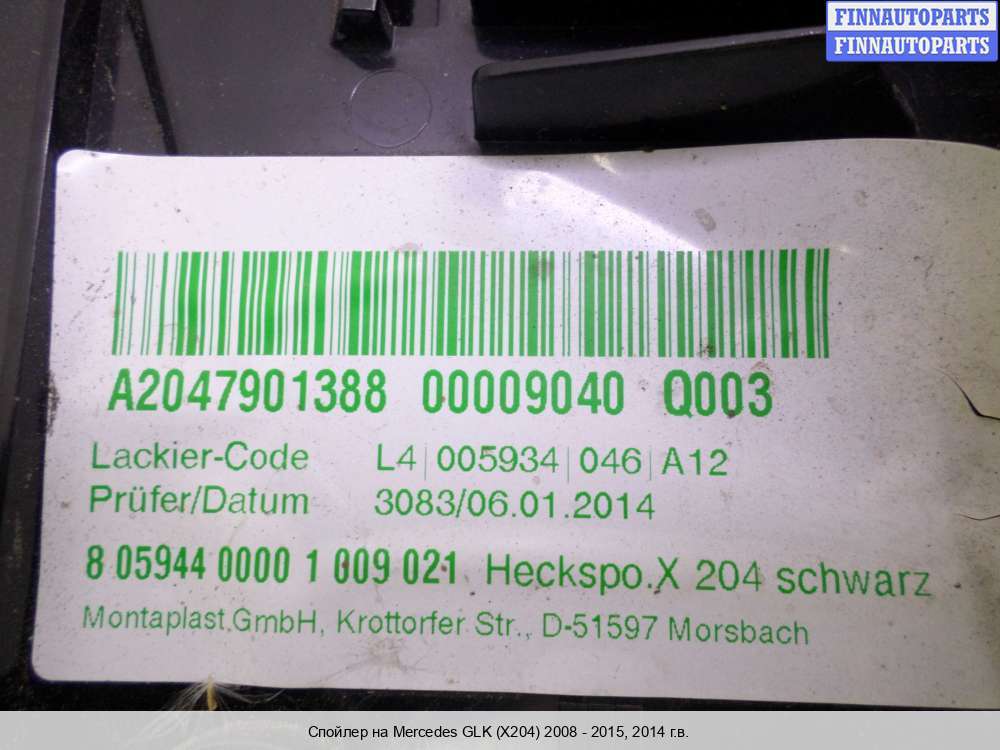 FINNAUTOPARTS
FINNAUTOPARTS
A2047901388 00009040 Q003
Lackier-Code L4|005934|046|A12
Prüfer/Datum 3083/06.01.2014
8 05944 0000 1 009 021 Heckspo.X 204 schwarz
Montaplast GmbH, Krottorfer Str., D-51597 Morsbach
Спойлер на Mercedes GLK (X204) 2008 - 2015, 2014 г.в.